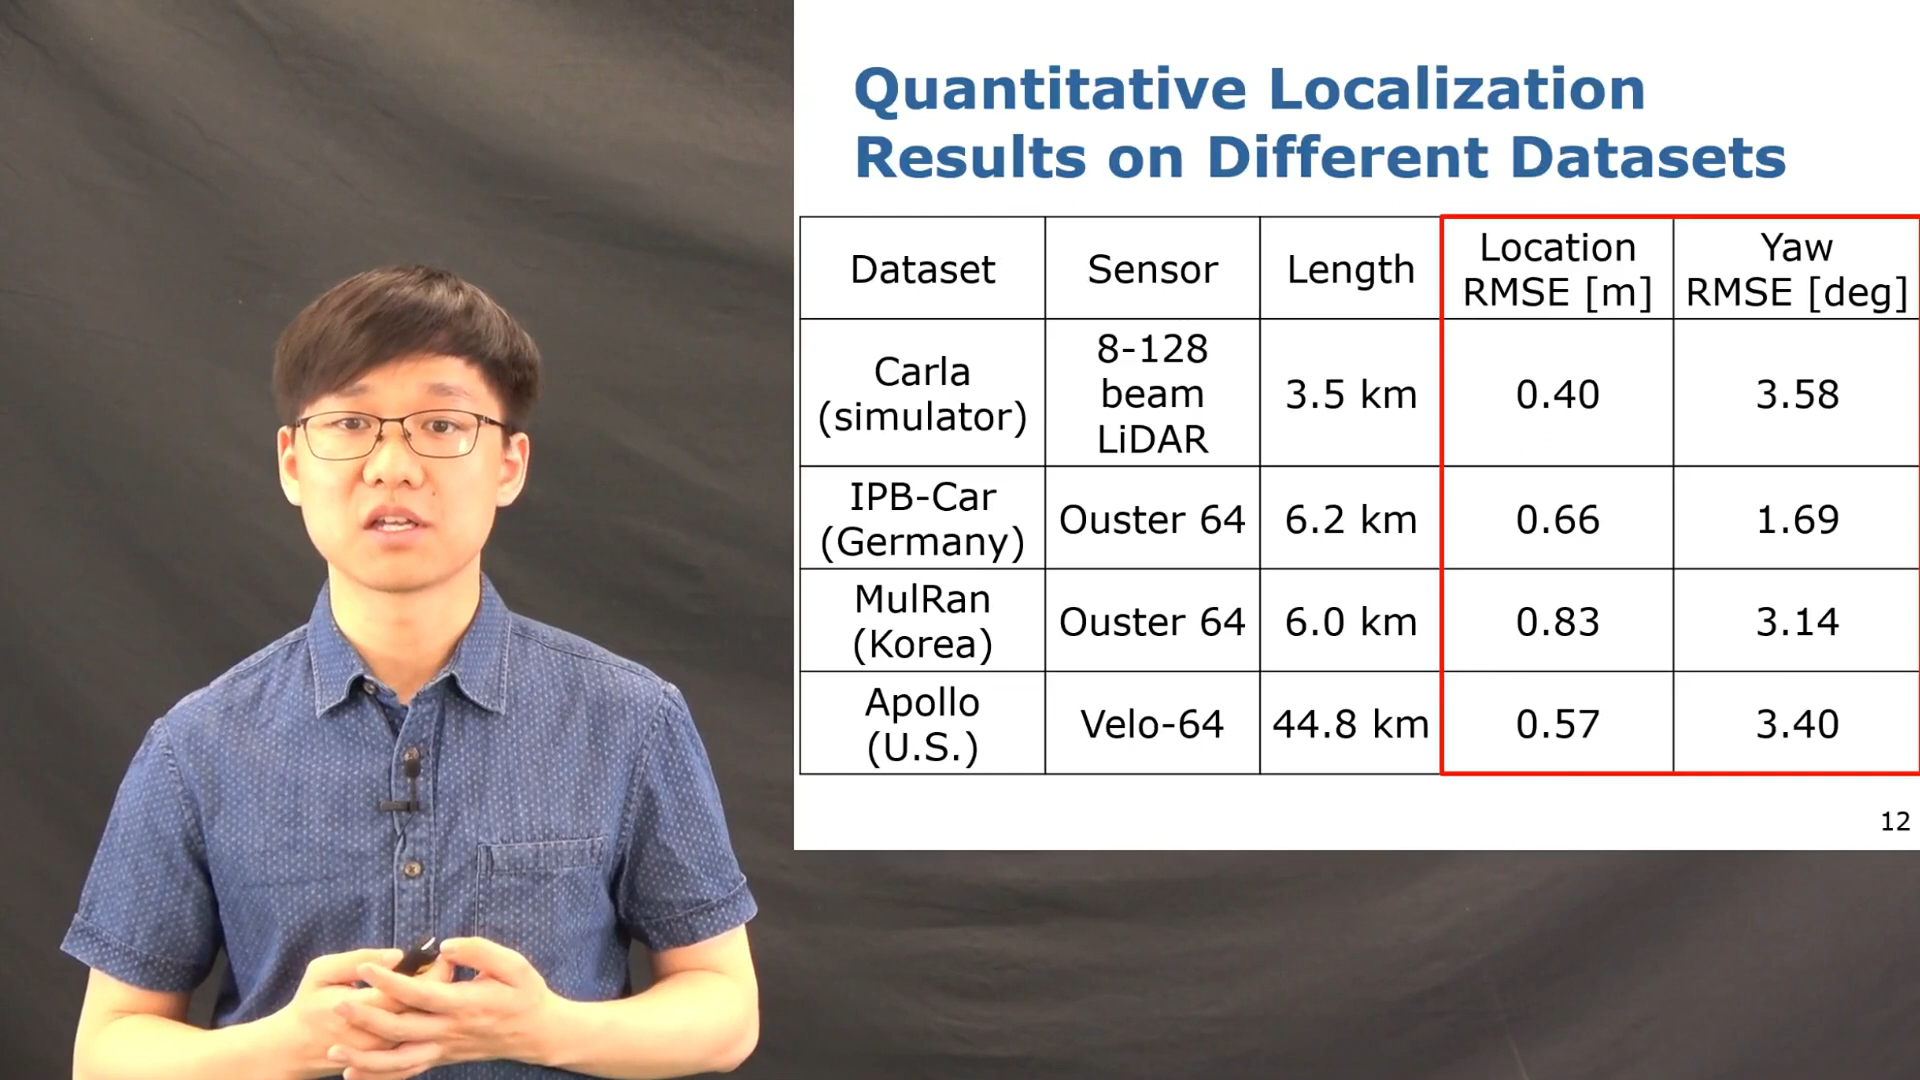 Quantitative Localization
Results on Different Datasets
Dataset
Sensor
Length
Location
RMSE [m]
Yaw
RMSE [deg]
Carla
(simulator)
8-128
beam
LiDAR
3.5 km
0.40
3.58
IPB-Car
(Germany)
Ouster 64
6.2 km
0.66
1.69
MulRan
(Korea)
Ouster 64
6.0 km
0.83
3.14
Apollo
(U.S.)
Velo-64
44.8 km
0.57
3.40
12